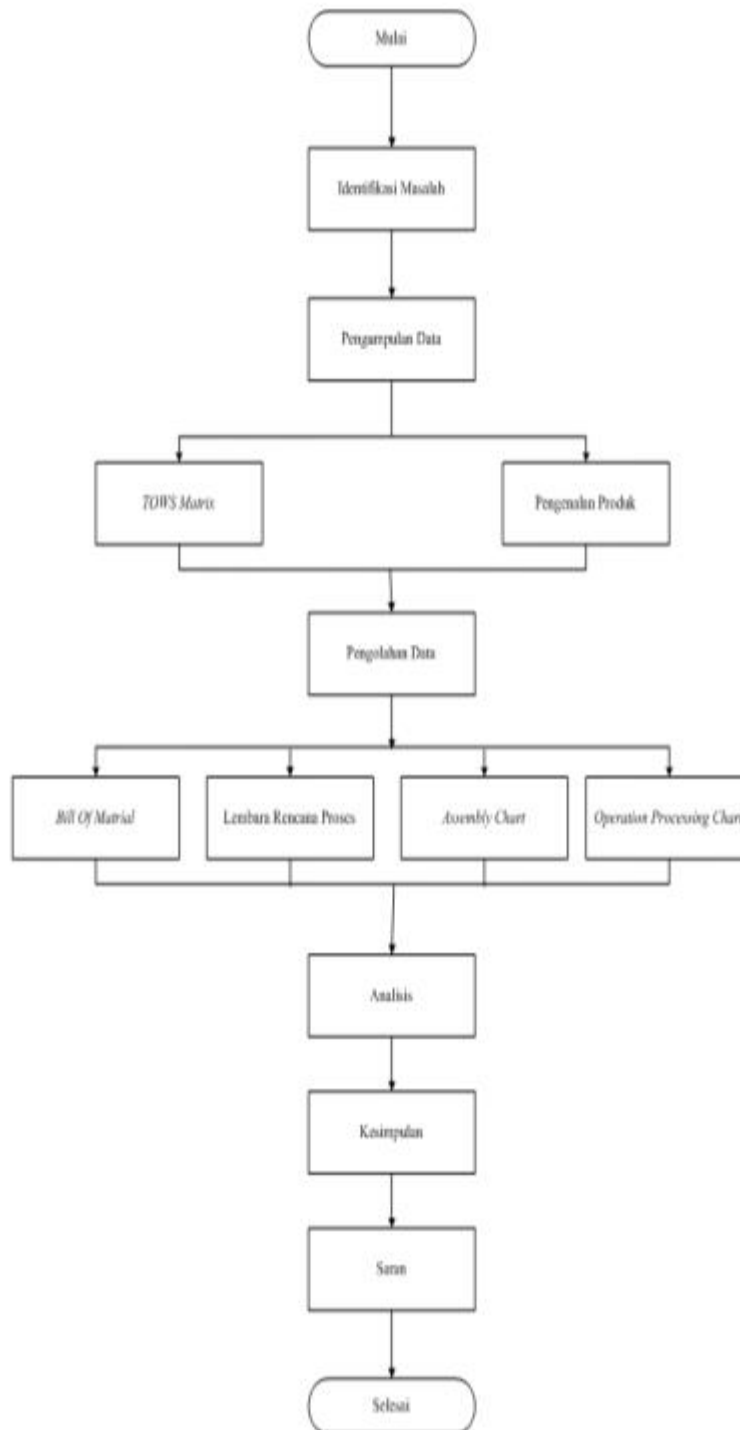 Mulai
Identifikasi Masalah
Pengumpulan Data
TOWS Matrix
Pengenalan Produk
Pengolahan Data
Bill Of Matrial
Lembara Rencana Proses
Assembly Chart
Operation Processing Chart
Analisis
Kesimpulan
Saran
Selesai